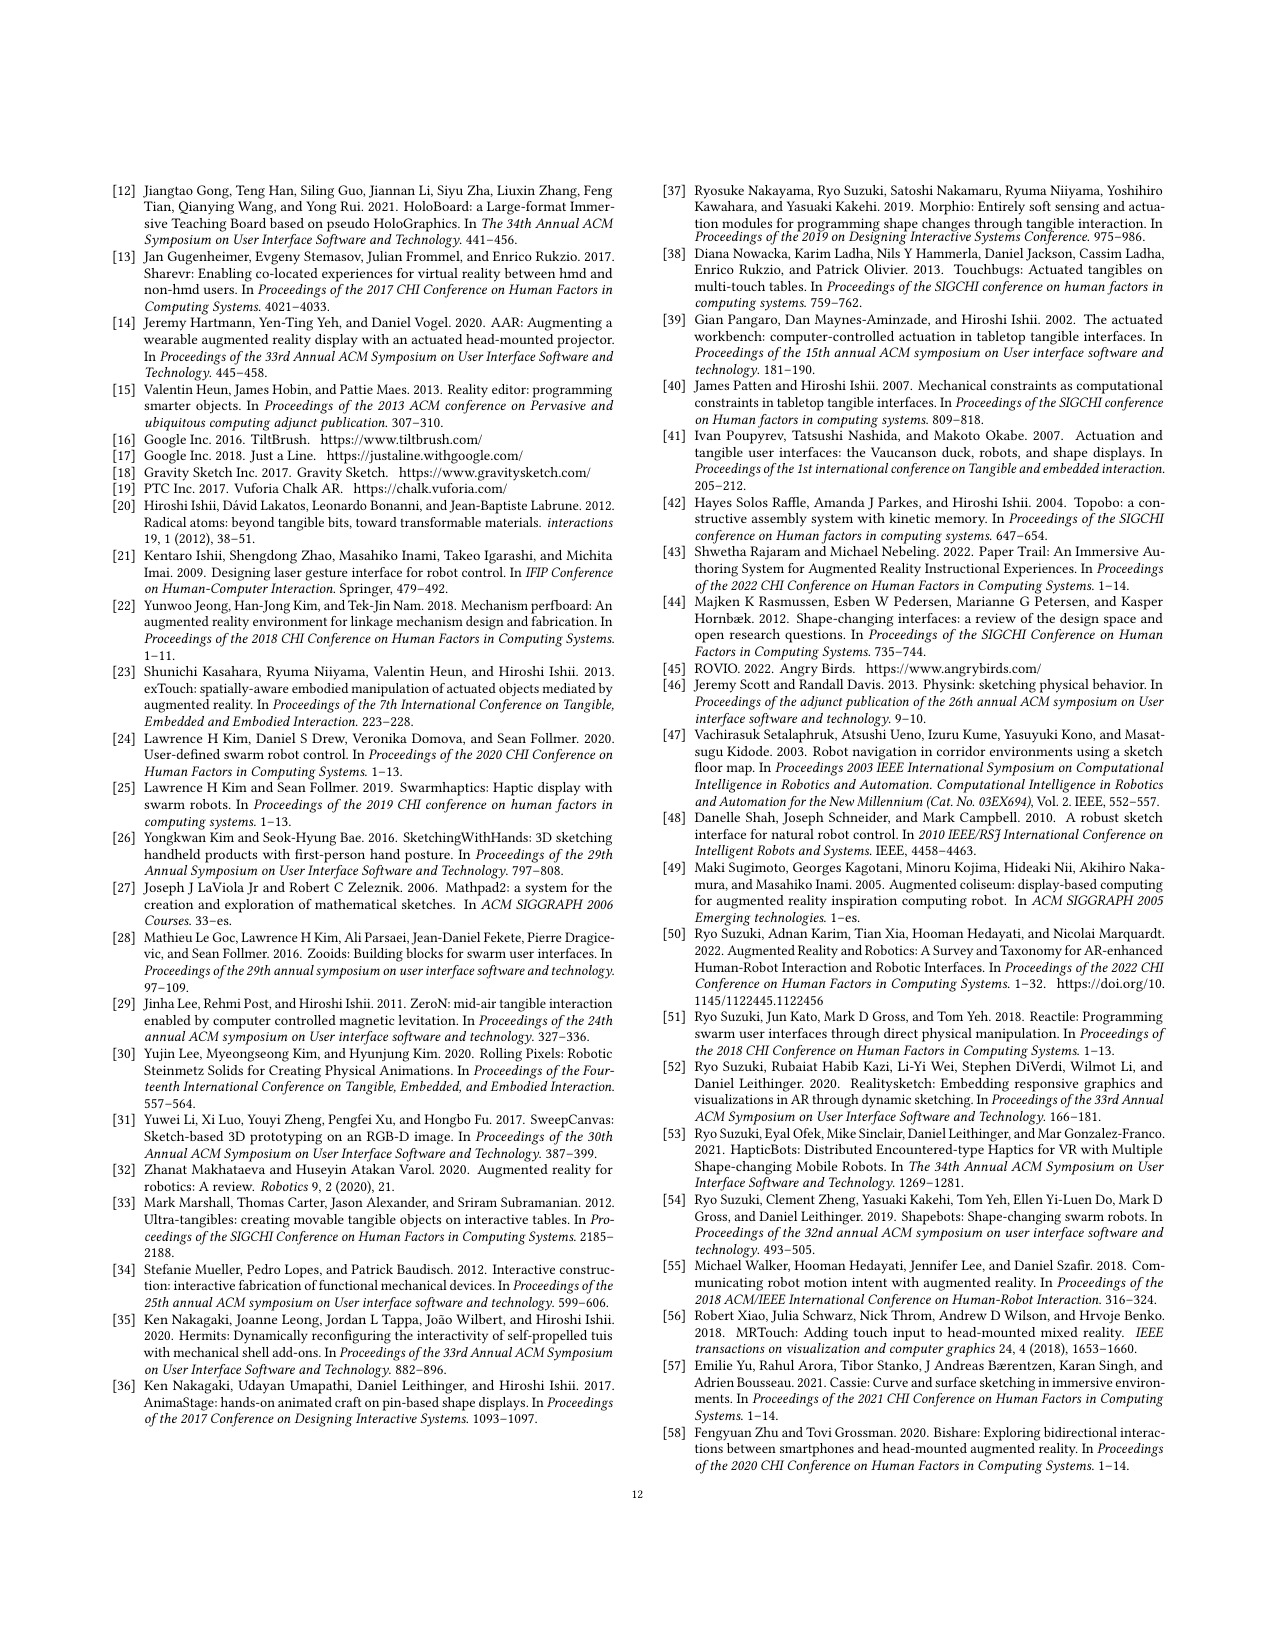 [12] Jiangtao Gong, Teng Han, Siling Guo, Jiannan Li, Siyu Zha, Liuxin Zhang, Feng
Tian, Qianying Wang, and Yong Rui. 2021. HoloBoard: a Large-format Immer-
sive Teaching Board based on pseudo HoloGraphics. In The 34th Annual ACM
Symposium on User Interface Software and Technology. 441–456.
[13] Jan Gugenheimer, Evgeny Stemasov, Julian Frommel, and Enrico Rukzio. 2017.
Sharevr: Enabling co-located experiences for virtual reality between hmd and
non-hmd users. In Proceedings of the 2017 CHI Conference on Human Factors in
Computing Systems. 4021–4033.
[14] Jeremy Hartmann, Yen-Ting Yeh, and Daniel Vogel. 2020. AAR: Augmenting a
wearable augmented reality display with an actuated head-mounted projector.
In Proceedings of the 33rd Annual ACM Symposium on User Interface Software and
Technology. 445–458.
[15] Valentin Heun, James Hobin, and Pattie Maes. 2013. Reality editor: programming
smarter objects. In Proceedings of the 2013 ACM conference on Pervasive and
ubiquitous computing adjunct publication. 307–310.
[16] Google Inc. 2016. TiltBrush. https://www.tiltbrush.com/
[17] Google Inc. 2018. Just a Line. https://justaline.withgoogle.com/
[18] Gravity Sketch Inc. 2017. Gravity Sketch. https://www.gravitysketch.com/
[19] PTC Inc. 2017. Vuforia Chalk AR. https://chalk.vuforia.com/
[20] Hiroshi Ishii, Dávid Lakatos, Leonardo Bonanni, and Jean-Baptiste Labrune. 2012.
Radical atoms: beyond tangible bits, toward transformable materials. interactions
19, 1 (2012), 38–51.
[21] Kentaro Ishii, Shengdong Zhao, Masahiko Inami, Takeo Igarashi, and Michita
Imai. 2009. Designing laser gesture interface for robot control. In IFIP Conference
on Human-Computer Interaction. Springer, 479–492.
[22] Yunwoo Jeong, Han-Jong Kim, and Tek-Jin Nam. 2018. Mechanism perfboard: An
augmented reality environment for linkage mechanism design and fabrication. In
Proceedings of the 2018 CHI Conference on Human Factors in Computing Systems.
1–11.
[23] Shunichi Kasahara, Ryuma Niiyama, Valentin Heun, and Hiroshi Ishii. 2013.
exTouch: spatially-aware embodied manipulation of actuated objects mediated by
augmented reality. In Proceedings of the 7th International Conference on Tangible,
Embedded and Embodied Interaction. 223–228.
[24] Lawrence H Kim, Daniel S Drew, Veronika Domova, and Sean Follmer. 2020.
User-defined swarm robot control. In Proceedings of the 2020 CHI Conference on
Human Factors in Computing Systems. 1–13.
[25] Lawrence H Kim and Sean Follmer. 2019. Swarmhaptics: Haptic display with
swarm robots. In Proceedings of the 2019 CHI conference on human factors in
computing systems. 1–13.
[26] Yongkwan Kim and Seok-Hyung Bae. 2016. SketchingWithHands: 3D sketching
handheld products with first-person hand posture. In Proceedings of the 29th
Annual Symposium on User Interface Software and Technology. 797–808.
[27] Joseph J LaViola Jr and Robert C Zeleznik. 2006. Mathpad2: a system for the
creation and exploration of mathematical sketches. In ACM SIGGRAPH 2006
Courses. 33–es.
[28] Mathieu Le Goc, Lawrence H Kim, Ali Parsaei, Jean-Daniel Fekete, Pierre Dragice-
vic, and Sean Follmer. 2016. Zooids: Building blocks for swarm user interfaces. In
Proceedings of the 29th annual symposium on user interface software and technology.
97–109.
[29] Jinha Lee, Rehmi Post, and Hiroshi Ishii. 2011. ZeroN: mid-air tangible interaction
enabled by computer controlled magnetic levitation. In Proceedings of the 24th
annual ACM symposium on User interface software and technology. 327–336.
[30] Yujin Lee, Myeongseong Kim, and Hyunjung Kim. 2020. Rolling Pixels: Robotic
Steinmetz Solids for Creating Physical Animations. In Proceedings of the Four-
teenth International Conference on Tangible, Embedded, and Embodied Interaction.
557–564.
[31] Yuwei Li, Xi Luo, Youyi Zheng, Pengfei Xu, and Hongbo Fu. 2017. SweepCanvas:
Sketch-based 3D prototyping on an RGB-D image. In Proceedings of the 30th
Annual ACM Symposium on User Interface Software and Technology. 387–399.
[32] Zhanat Makhataeva and Huseyin Atakan Varol. 2020. Augmented reality for
robotics: A review. Robotics 9, 2 (2020), 21.
[33] Mark Marshall, Thomas Carter, Jason Alexander, and Sriram Subramanian. 2012.
Ultra-tangibles: creating movable tangible objects on interactive tables. In Pro-
ceedings of the SIGCHI Conference on Human Factors in Computing Systems. 2185–
2188.
[34] Stefanie Mueller, Pedro Lopes, and Patrick Baudisch. 2012. Interactive construc-
tion: interactive fabrication of functional mechanical devices. In Proceedings of the
25th annual ACM symposium on User interface software and technology. 599–606.
[35] Ken Nakagaki, Joanne Leong, Jordan L Tappa, João Wilbert, and Hiroshi Ishii.
2020. Hermits: Dynamically reconfiguring the interactivity of self-propelled tuis
with mechanical shell add-ons. In Proceedings of the 33rd Annual ACM Symposium
on User Interface Software and Technology. 882–896.
[36] Ken Nakagaki, Udayan Umapathi, Daniel Leithinger, and Hiroshi Ishii. 2017.
AnimaStage: hands-on animated craft on pin-based shape displays. In Proceedings
of the 2017 Conference on Designing Interactive Systems. 1093–1097.
[37] Ryosuke Nakayama, Ryo Suzuki, Satoshi Nakamaru, Ryuma Niiyama, Yoshihiro
Kawahara, and Yasuaki Kakehi. 2019. Morphio: Entirely soft sensing and actua-
tion modules for programming shape changes through tangible interaction. In
Proceedings of the 2019 on Designing Interactive Systems Conference. 975–986.
[38] Diana Nowacka, Karim Ladha, Nils Y Hammerla, Daniel Jackson, Cassim Ladha,
Enrico Rukzio, and Patrick Olivier. 2013. Touchbugs: Actuated tangibles on
multi-touch tables. In Proceedings of the SIGCHI conference on human factors in
computing systems. 759–762.
[39] Gian Pangaro, Dan Maynes-Aminzade, and Hiroshi Ishii. 2002. The actuated
workbench: computer-controlled actuation in tabletop tangible interfaces. In
Proceedings of the 15th annual ACM symposium on User interface software and
technology. 181–190.
[40] James Patten and Hiroshi Ishii. 2007. Mechanical constraints as computational
constraints in tabletop tangible interfaces. In Proceedings of the SIGCHI conference
on Human factors in computing systems. 809–818.
[41] Ivan Poupyrev, Tatsushi Nashida, and Makoto Okabe. 2007. Actuation and
tangible user interfaces: the Vaucanson duck, robots, and shape displays. In
Proceedings of the 1st international conference on Tangible and embedded interaction.
205–212.
[42] Hayes Solos Raffle, Amanda J Parkes, and Hiroshi Ishii. 2004. Topobo: a con-
structive assembly system with kinetic memory. In Proceedings of the SIGCHI
conference on Human factors in computing systems. 647–654.
[43] Shwetha Rajaram and Michael Nebeling. 2022. Paper Trail: An Immersive Au-
thoring System for Augmented Reality Instructional Experiences. In Proceedings
of the 2022 CHI Conference on Human Factors in Computing Systems. 1–14.
[44] Majken K Rasmussen, Esben W Pedersen, Marianne G Petersen, and Kasper
Hornbæk. 2012. Shape-changing interfaces: a review of the design space and
open research questions. In Proceedings of the SIGCHI Conference on Human
Factors in Computing Systems. 735–744.
[45] ROVIO. 2022. Angry Birds. https://www.angrybirds.com/
[46] Jeremy Scott and Randall Davis. 2013. Physink: sketching physical behavior. In
Proceedings of the adjunct publication of the 26th annual ACM symposium on User
interface software and technology. 9–10.
[47] Vachirasuk Setalaphruk, Atsushi Ueno, Izuru Kume, Yasuyuki Kono, and Masat-
sugu Kidode. 2003. Robot navigation in corridor environments using a sketch
floor map. In Proceedings 2003 IEEE International Symposium on Computational
Intelligence in Robotics and Automation. Computational Intelligence in Robotics
and Automation for the New Millennium (Cat. No. 03EX694), Vol. 2. IEEE, 552–557.
[48] Danelle Shah, Joseph Schneider, and Mark Campbell. 2010. A robust sketch
interface for natural robot control. In 2010 IEEE/RSJ International Conference on
Intelligent Robots and Systems. IEEE, 4458–4463.
[49] Maki Sugimoto, Georges Kagotani, Minoru Kojima, Hideaki Nii, Akihiro Naka-
mura, and Masahiko Inami. 2005. Augmented coliseum: display-based computing
for augmented reality inspiration computing robot. In ACM SIGGRAPH 2005
Emerging technologies. 1–es.
[50] Ryo Suzuki, Adnan Karim, Tian Xia, Hooman Hedayati, and Nicolai Marquardt.
2022. Augmented Reality and Robotics: A Survey and Taxonomy for AR-enhanced
Human-Robot Interaction and Robotic Interfaces. In Proceedings of the 2022 CHI
Conference on Human Factors in Computing Systems. 1–32. https://doi.org/10.
1145/1122445.1122456
[51] Ryo Suzuki, Jun Kato, Mark D Gross, and Tom Yeh. 2018. Reactile: Programming
swarm user interfaces through direct physical manipulation. In Proceedings of
the 2018 CHI Conference on Human Factors in Computing Systems. 1–13.
[52] Ryo Suzuki, Rubaiat Habib Kazi, Li-Yi Wei, Stephen DiVerdi, Wilmot Li, and
Daniel Leithinger. 2020. Realitysketch: Embedding responsive graphics and
visualizations in AR through dynamic sketching. In Proceedings of the 33rd Annual
ACM Symposium on User Interface Software and Technology. 166–181.
[53] Ryo Suzuki, Eyal Ofek, Mike Sinclair, Daniel Leithinger, and Mar Gonzalez-Franco.
2021. HapticBots: Distributed Encountered-type Haptics for VR with Multiple
Shape-changing Mobile Robots. In The 34th Annual ACM Symposium on User
Interface Software and Technology. 1269–1281.
[54] Ryo Suzuki, Clement Zheng, Yasuaki Kakehi, Tom Yeh, Ellen Yi-Luen Do, Mark D
Gross, and Daniel Leithinger. 2019. Shapebots: Shape-changing swarm robots. In
Proceedings of the 32nd annual ACM symposium on user interface software and
technology. 493–505.
[55] Michael Walker, Hooman Hedayati, Jennifer Lee, and Daniel Szafir. 2018. Com-
municating robot motion intent with augmented reality. In Proceedings of the
2018 ACM/IEEE International Conference on Human-Robot Interaction. 316–324.
[56] Robert Xiao, Julia Schwarz, Nick Throm, Andrew D Wilson, and Hrvoje Benko.
2018. MRTouch: Adding touch input to head-mounted mixed reality. IEEE
transactions on visualization and computer graphics 24, 4 (2018), 1653–1660.
[57] Emilie Yu, Rahul Arora, Tibor Stanko, J Andreas Bærentzen, Karan Singh, and
Adrien Bousseau. 2021. Cassie: Curve and surface sketching in immersive environ-
ments. In Proceedings of the 2021 CHI Conference on Human Factors in Computing
Systems. 1–14.
[58] Fengyuan Zhu and Tovi Grossman. 2020. Bishare: Exploring bidirectional interac-
tions between smartphones and head-mounted augmented reality. In Proceedings
of the 2020 CHI Conference on Human Factors in Computing Systems. 1–14.
12